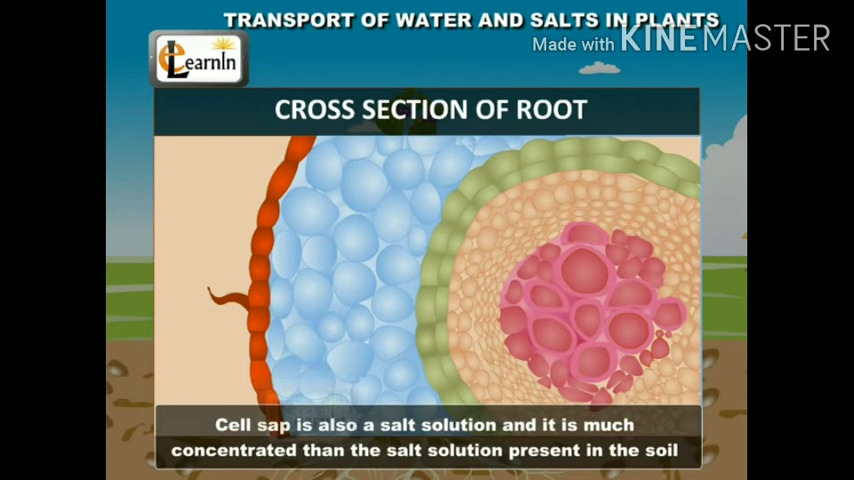 TRANSPORT OF WATER AND SALTS IN PLANTS
Made with KINEMASTER
eLearnIn
CROSS SECTION OF ROOT
Cell sap is also a salt solution and it is much
concentrated than the salt solution present in the soil